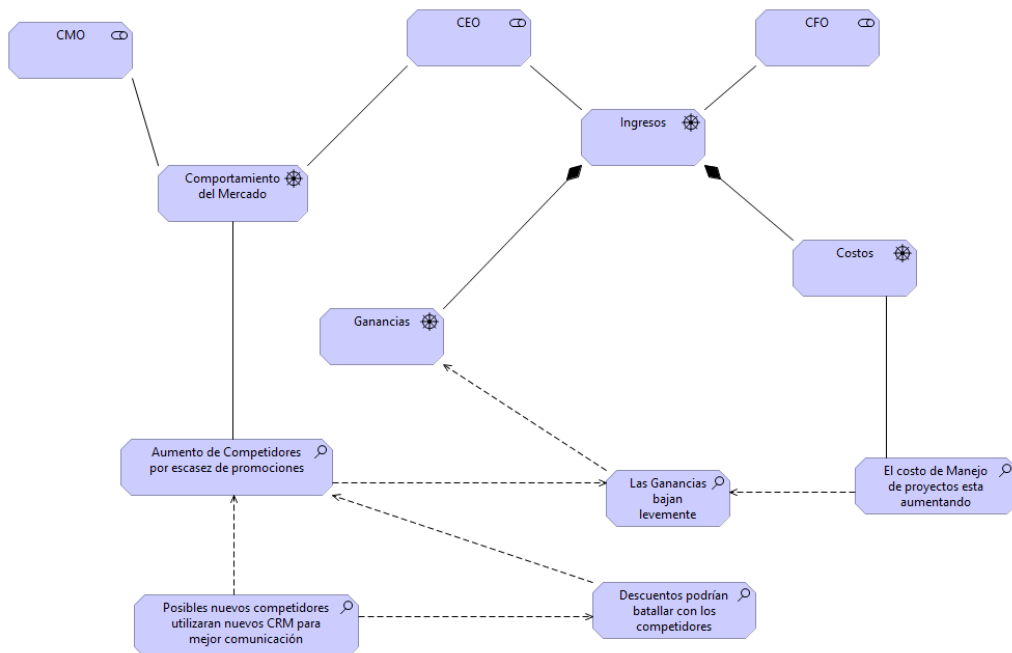 CMO
CEO
CFO
Ingresos
Comportamiento
del Mercado
Costos
Ganancias
Aumento de Competidores
por escasez de promociones
Las Ganancias
bajan
levemente
El costo de Manejo
de proyectos esta
aumentando
Posibles nuevos competidores
utilizaran nuevos CRM para
mejor comunicación
Descuentos podrían
batallar con los
competidores